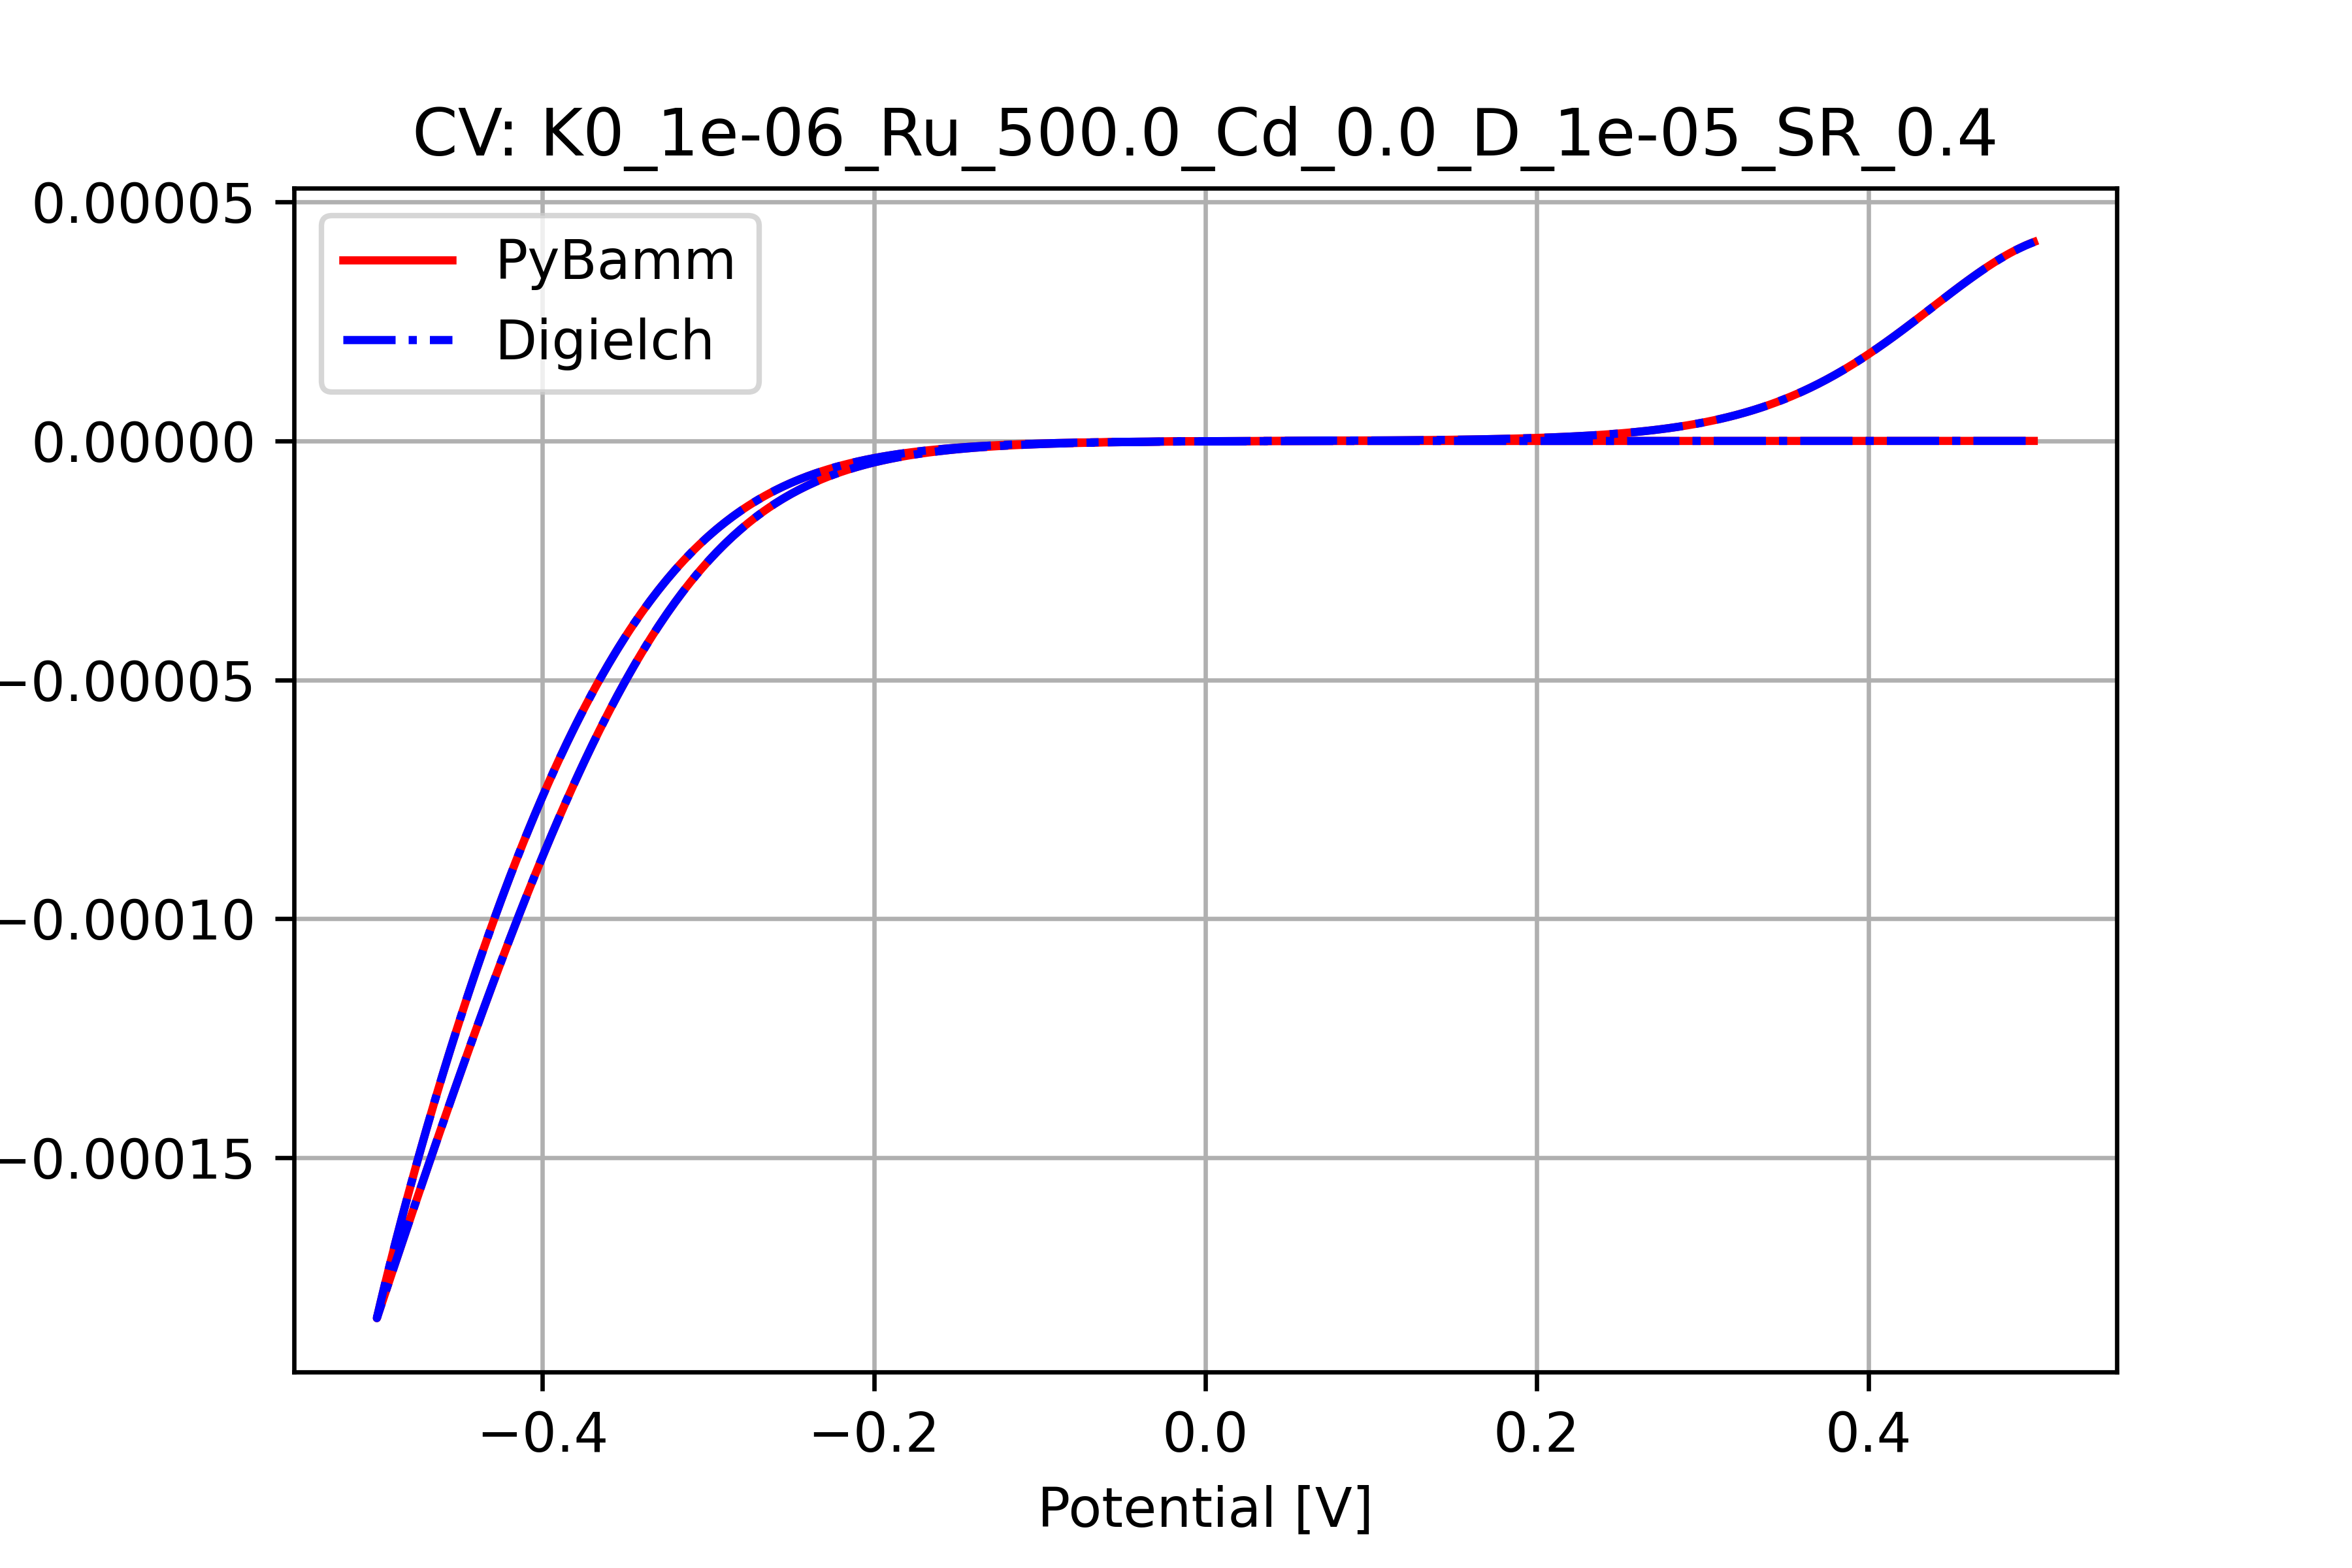 CV: K0_1e-06_Ru_500.0_Cd_0.0_D_1e-05_SR_0.4
0.00005
0.00000
−0.00005
−0.00010
−0.00015
PyBamm
Digielch
−0.4 −0.2 0.0 0.2 0.4
Potential [V]